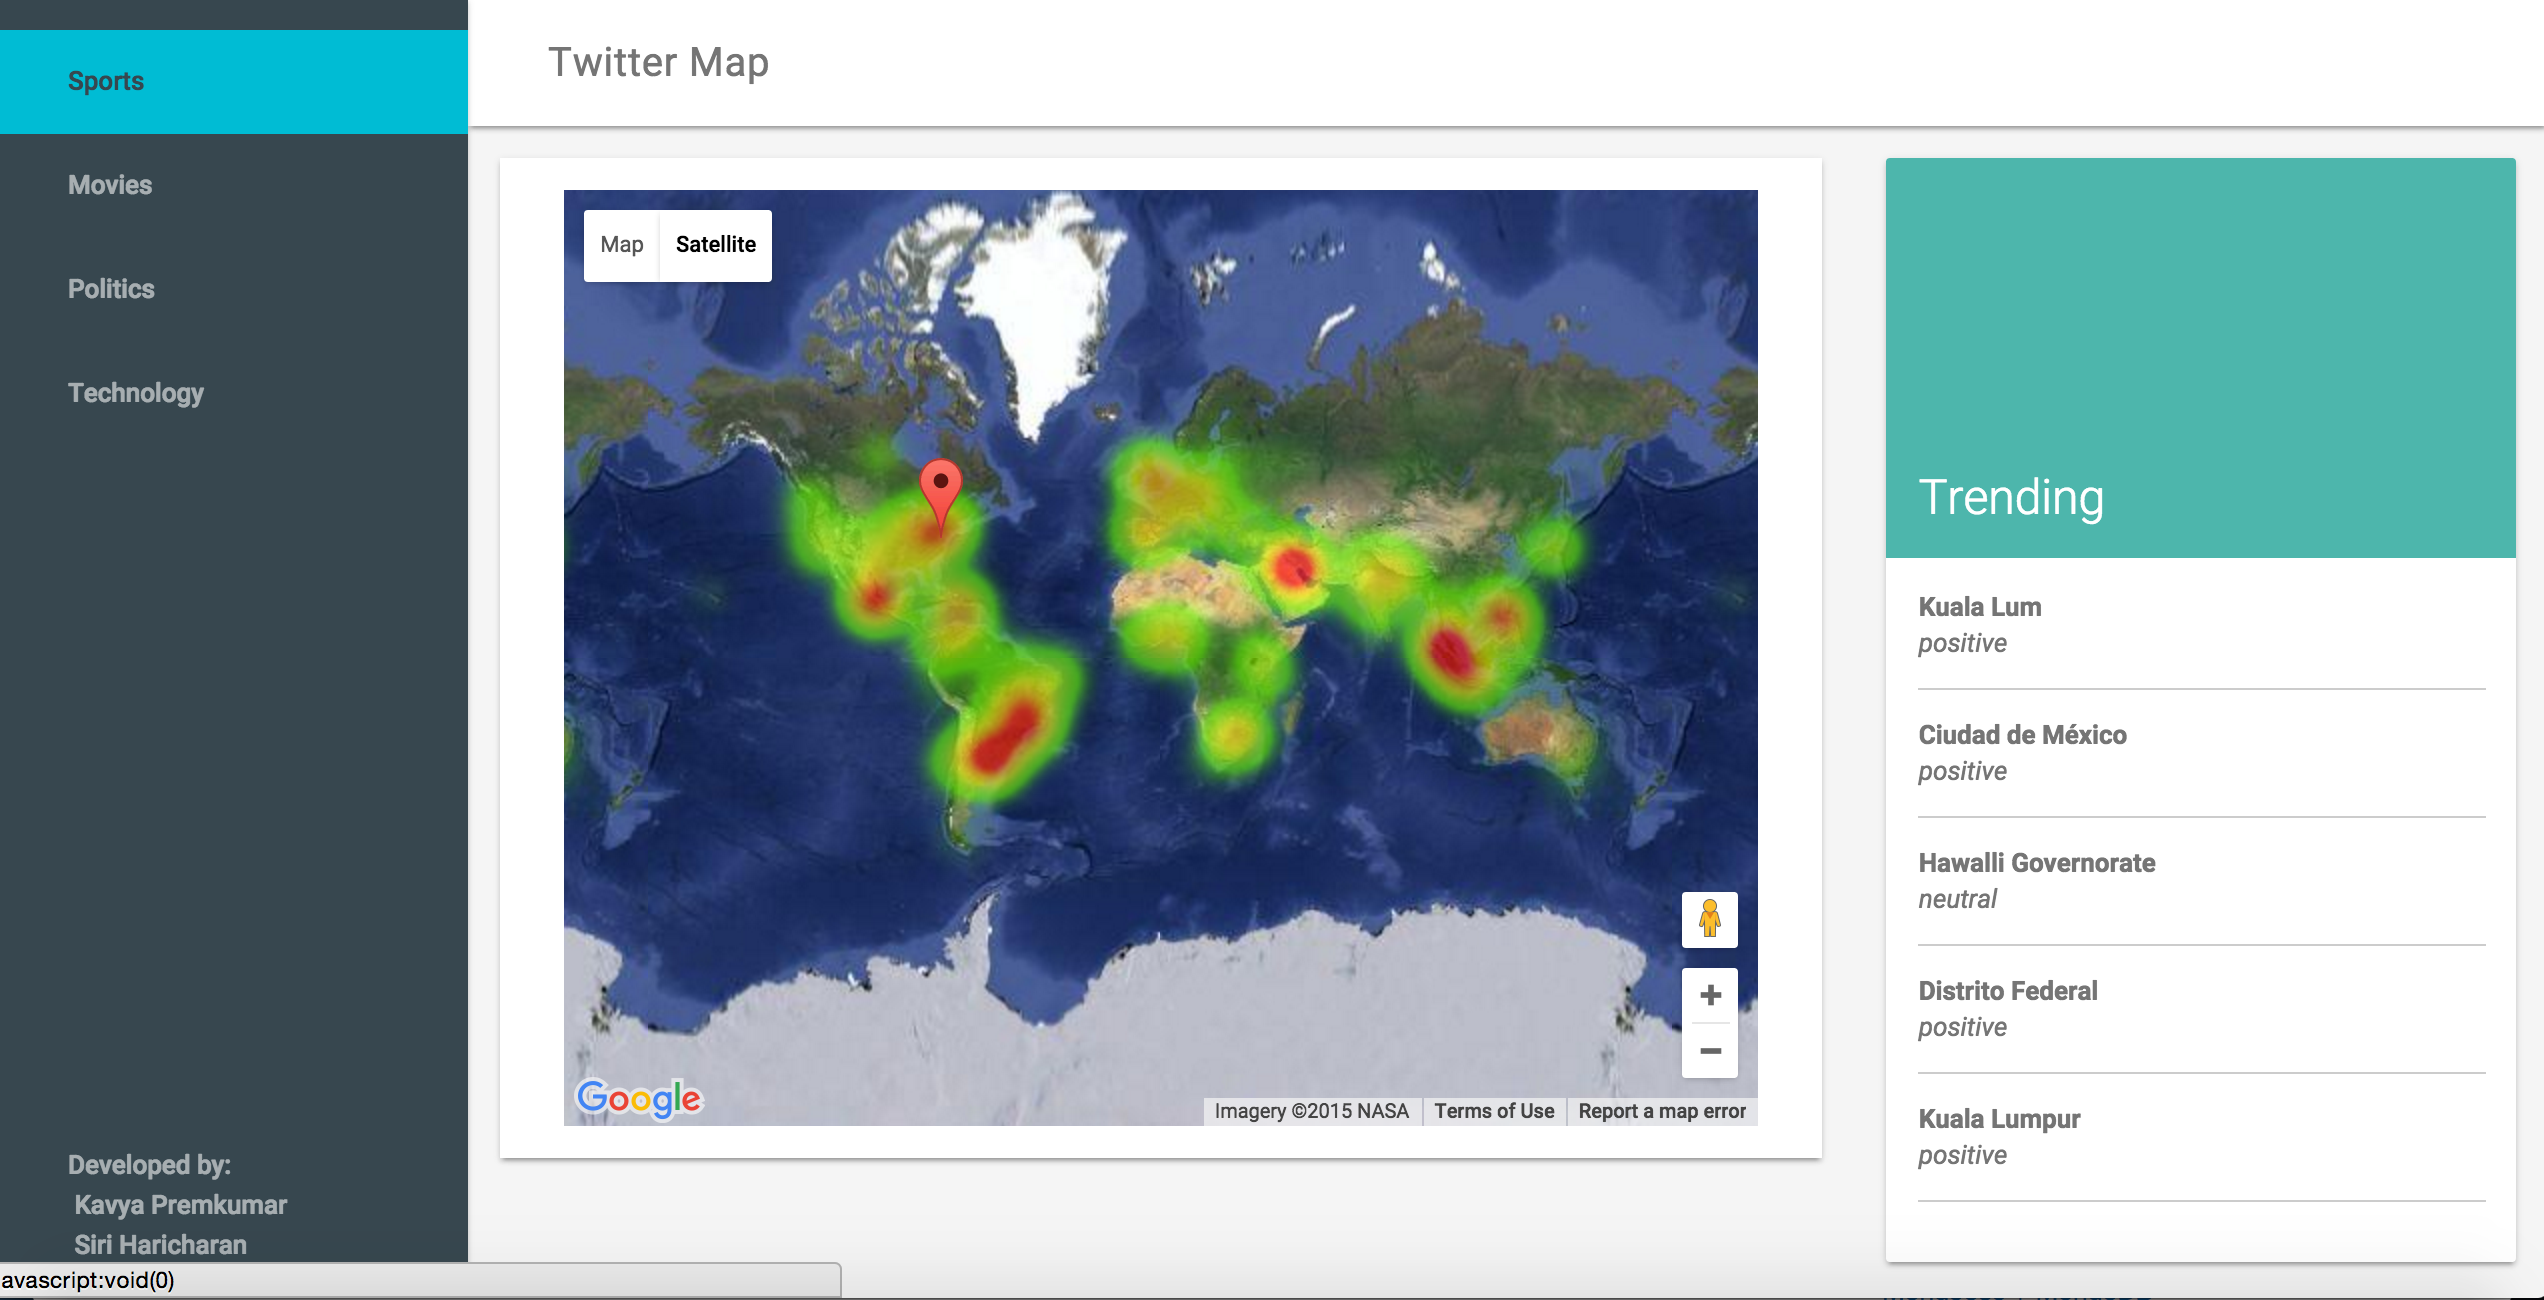 Sports
Movies
Politics
Technology
Developed by:
Kavya Premkumar
Siri Haricharan
avascript:void(0)
Twitter Map
Map Satellite
Google
Imagery ©2015 NASA Terms of Use Report a map error
Trending
Kuala Lum
positive
Ciudad de México
positive
Hawalli Governorate
neutral
Distrito Federal
positive
Kuala Lumpur
positive